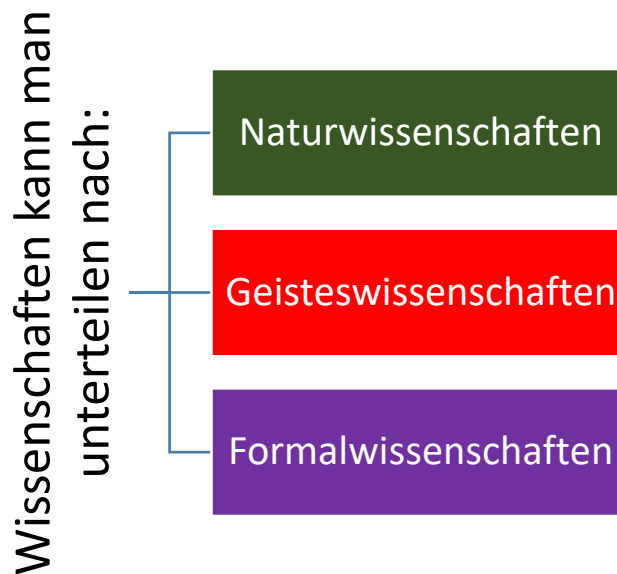 Wissenschaften kann man
unterteilen nach:
Naturwissenschaften
Geisteswissenschaften
Formalwissenschaften